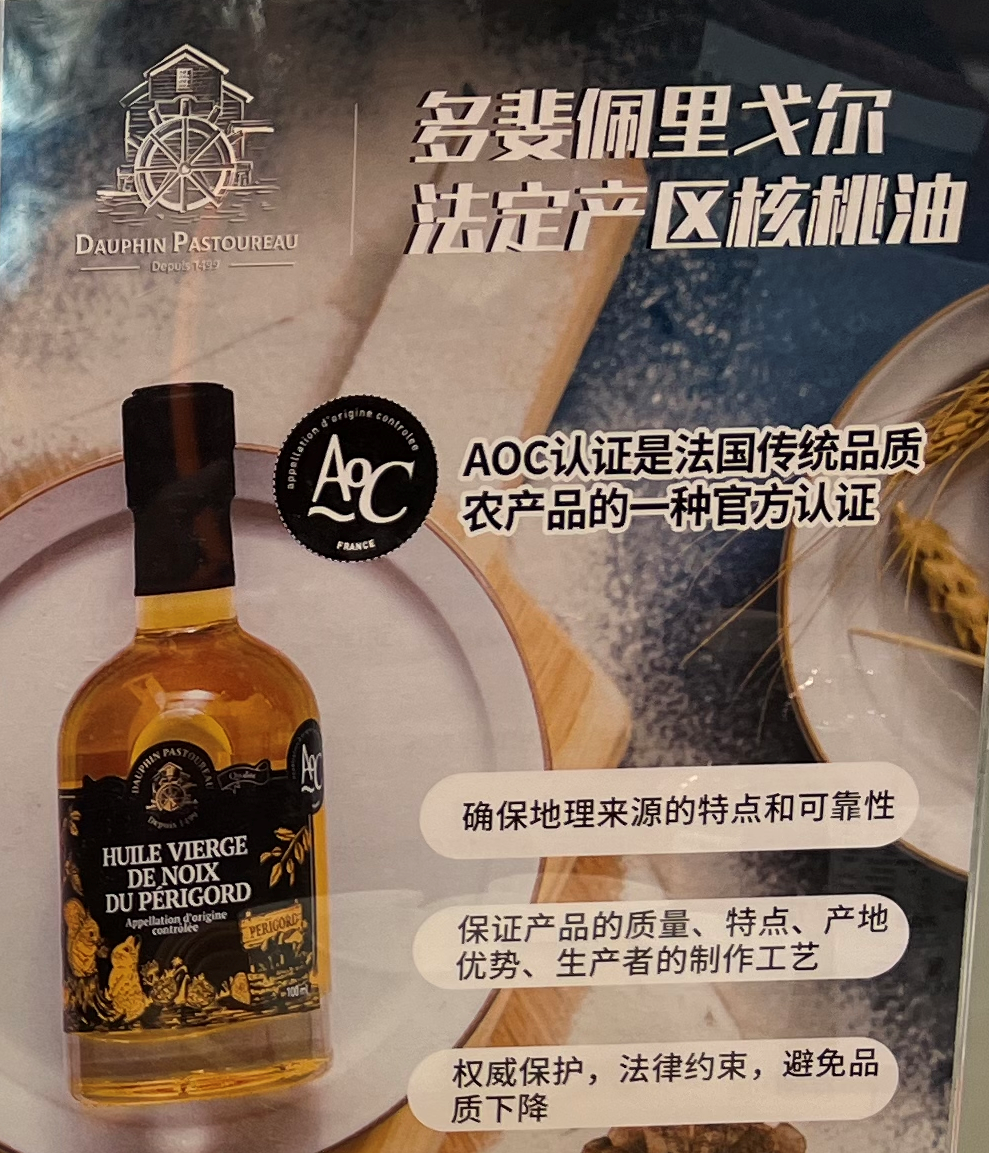 DAUPHIN PASTOUREAU
Depuis 1499
多斐佩里戈尔
法定产区核桃油
appellation d'origine contrôlée
AOC
FRANCE
AOC认证是法国传统品质
农产品的一种官方认证
DAUPHIN PASTOUREAU
Depuis 1499
AOC
HUILE VIERGE
DE NOIX
DU PÉRIGORD
Appellation d'origine
contrôlée
PÉRIGORD
100 ml
确保地理来源的特点和可靠性
保证产品的质量、特点、产地
优势、生产者的制作工艺
权威保护，法律约束，避免品
质下降